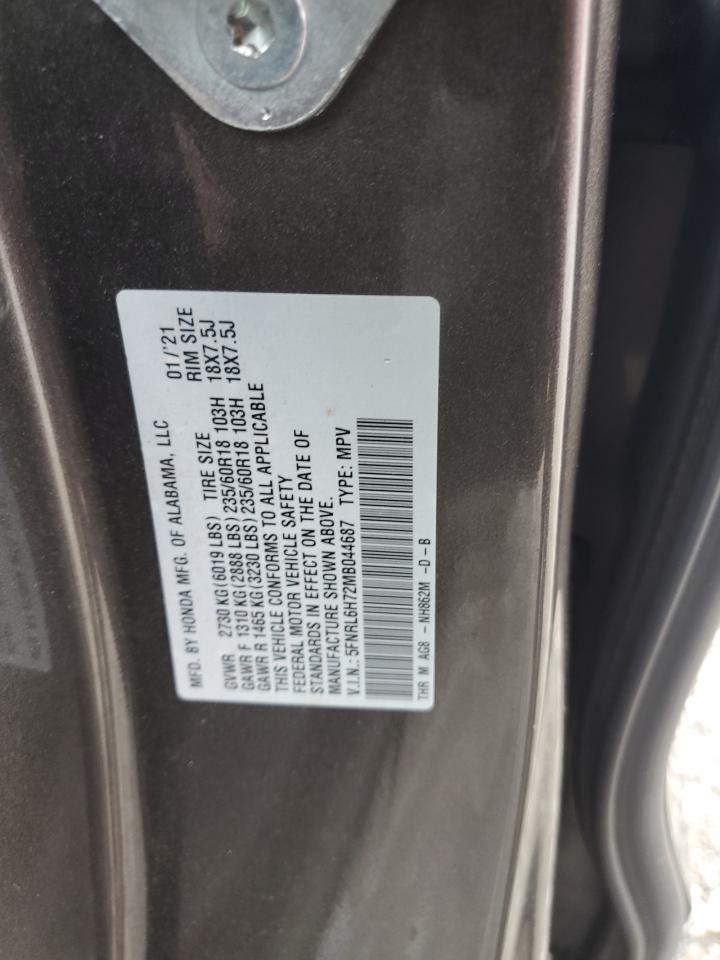 MFD. BY HONDA MFG. OF ALABAMA, LLC 01/'21
GVWR 2730 KG(6019 LBS) TIRE SIZE RIM SIZE
GAWR F 1310 KG(2888 LBS)235/60R18 103H 18X7.5J
GAWR R 1465 KG(3230 LBS)235/60R18 103H 18X7.5J
THIS VEHICLE CONFORMS TO ALL APPLICABLE
FEDERAL MOTOR VEHICLE SAFETY
STANDARDS IN EFFECT ON THE DATE OF
MANUFACTURE SHOWN ABOVE.
V.I.N.:5FNRL6H72MB044687 TYPE: MPV
THR M AG8 -NH862M -D-B